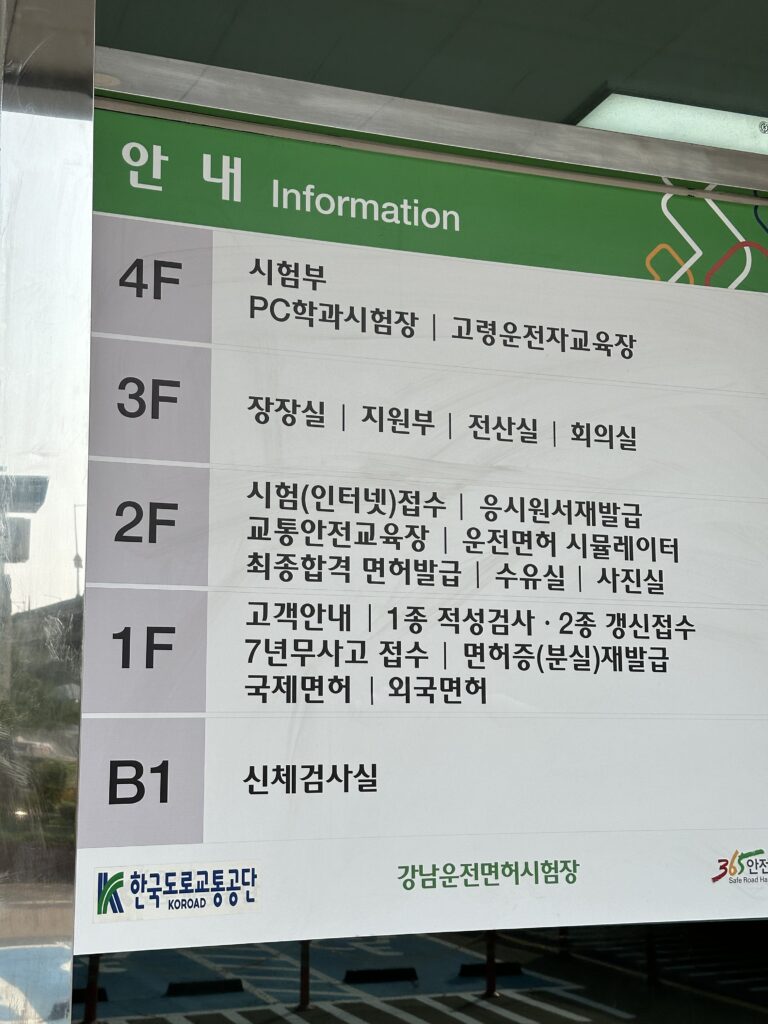 안 내 Information
4F
시험부
PC학과시험장 | 고령운전자교육장
3F
장장실 | 지원부 | 전산실 | 회의실
2F
시험(인터넷)접수 | 응시원서재발급
교통안전교육장 | 운전면허 시뮬레이터
최종합격 면허발급 | 수유실 | 사진실
1F
고객안내 | 1종 적성검사 · 2종 갱신접수
7년무사고 접수 | 면허증(분실)재발급
국제면허 | 외국면허
B1
신체검사실
한국도로교통공단
KOROAD
강남운전면허시험장
365안전
Safe Road